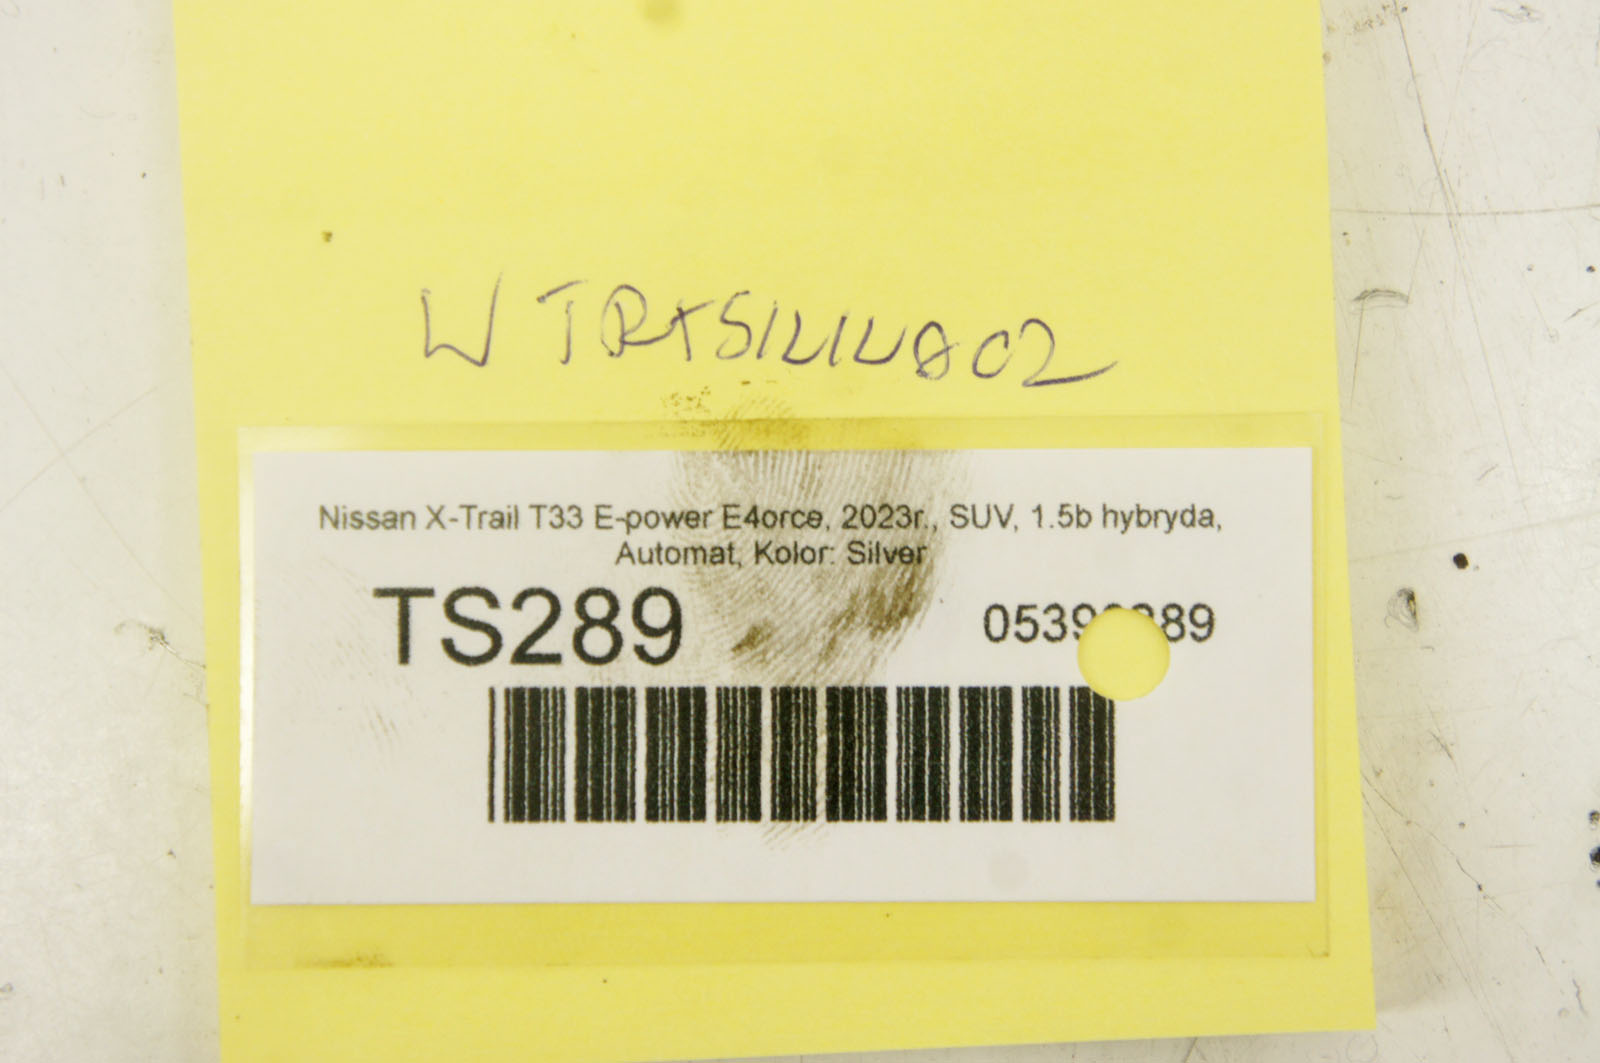 Nissan X-Trail T33 E-power E4orce, 2023r., SUV, 1.5b hybryda,
Automat, Kolor: Silver
TS289